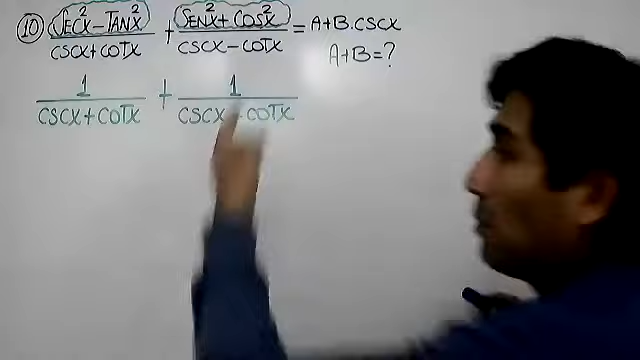 10 SEC²X - TAN²X / CSCX + COTX + SEN²X + COS²X / CSCX - COTX = A+B.CSCX
A+B=?
1 / CSCX + COTX + 1 / CSCX - COTX